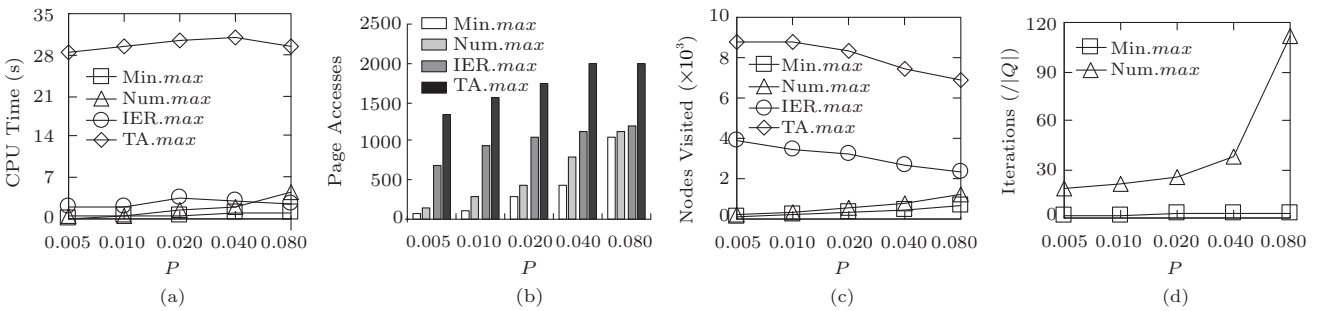 CPU Time (s)
35
28
21
14
7
0
Min.max
Num.max
IER.max
TA.max
0.005 0.010 0.020 0.040 0.080
P
(a)
Page Accesses
2500
2000
1500
1000
500
0
Min.max
Num.max
IER.max
TA.max
0.005 0.010 0.020 0.040 0.080
P
(b)
Nodes Visited (×10³)
10
8
6
4
2
0
Min.max
Num.max
IER.max
TA.max
0.005 0.010 0.020 0.040 0.080
P
(c)
Iterations (/|Q|)
120
90
60
30
0
Min.max
Num.max
0.005 0.010 0.020 0.040 0.080
P
(d)